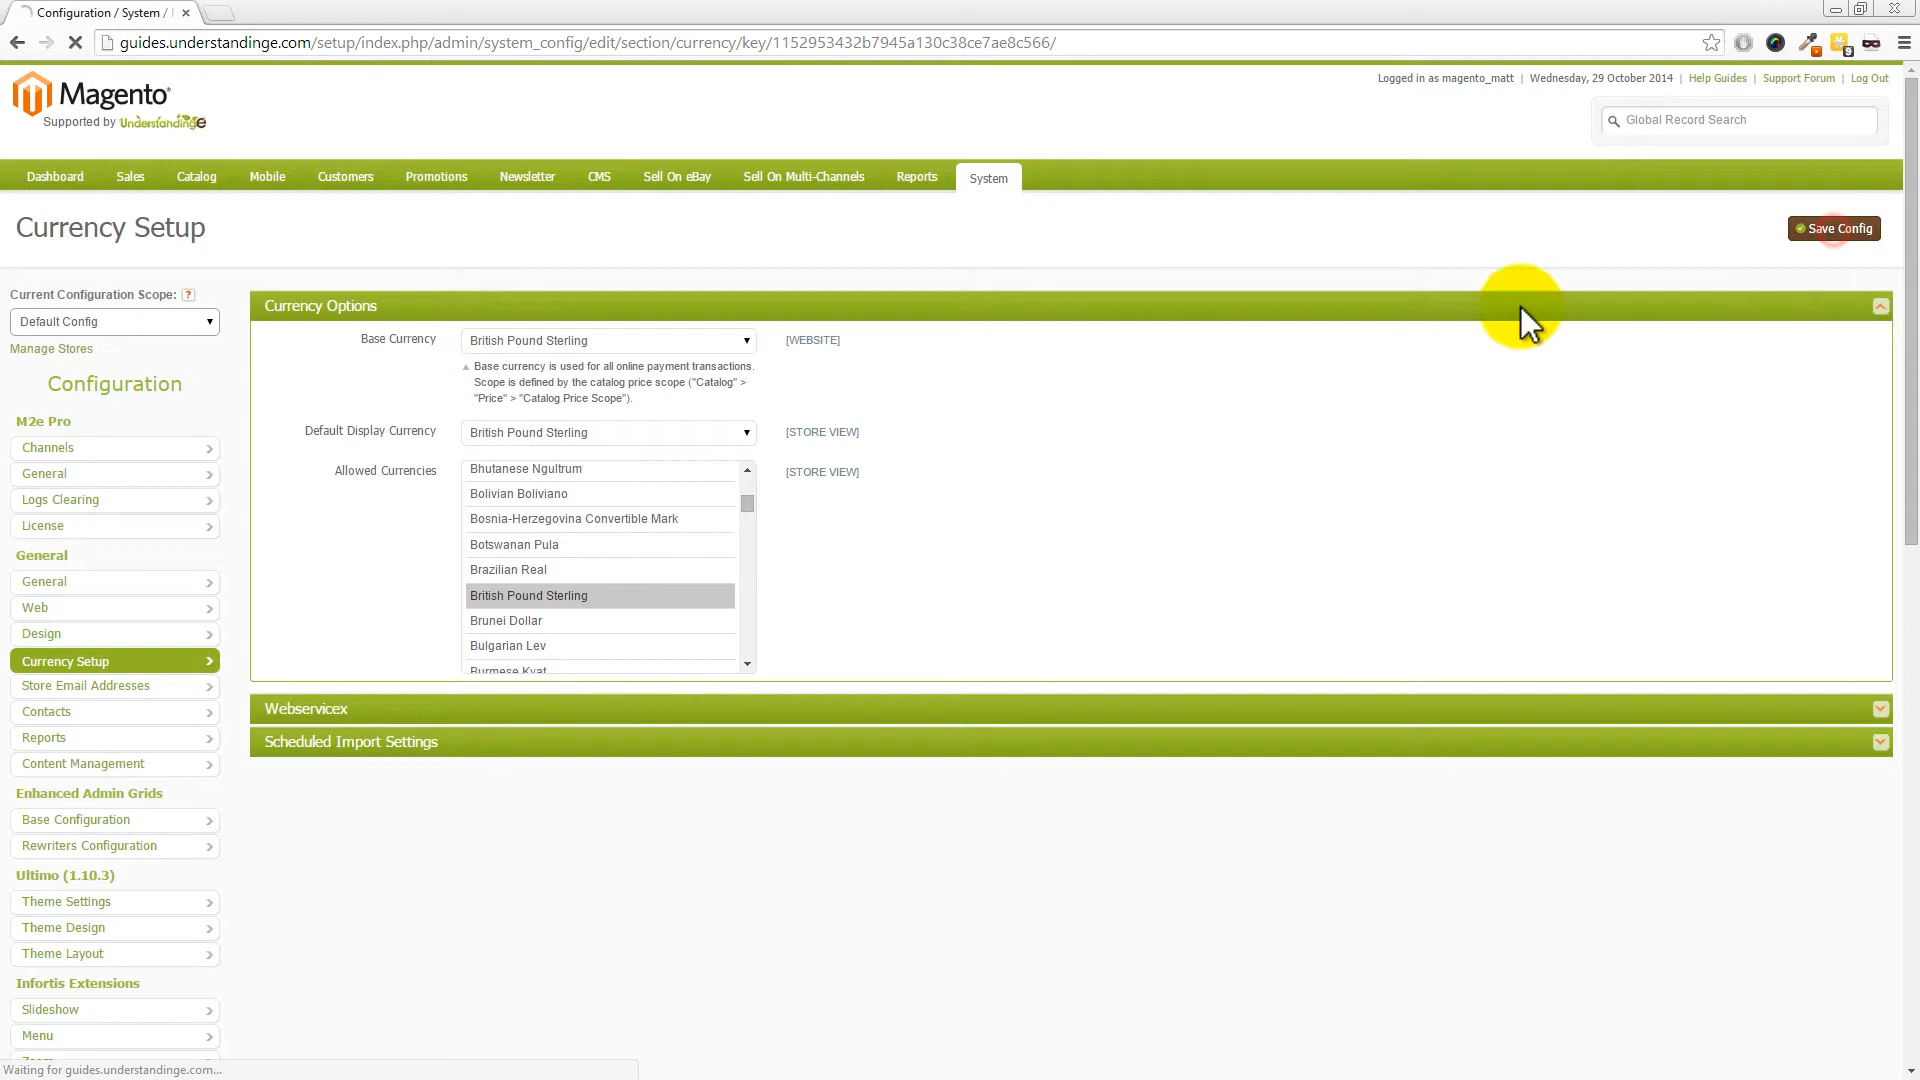 Configuration / System /
guides.understandinge.com/setup/index.php/admin/system_config/edit/section/currency/key/1152953432b7945a130c38ce7ae8c566/
9
Magento®
Supported by UnderstandingE
Logged in as magento_matt | Wednesday, 29 October 2014 | Help Guides | Support Forum | Log Out
Global Record Search
Dashboard Sales Catalog Mobile Customers Promotions Newsletter CMS Sell On eBay Sell On Multi-Channels Reports System
Currency Setup
Save Config
Current Configuration Scope: ?
Default Config
Manage Stores
Configuration
M2e Pro
Channels
General
Logs Clearing
License
General
General
Web
Design
Currency Setup
Store Email Addresses
Contacts
Reports
Content Management
Enhanced Admin Grids
Base Configuration
Rewriters Configuration
Ultimo (1.10.3)
Theme Settings
Theme Design
Theme Layout
Infortis Extensions
Slideshow
Menu
Currency Options
Base Currency British Pound Sterling [WEBSITE]
Base currency is used for all online payment transactions.
Scope is defined by the catalog price scope ("Catalog" >
"Price" > "Catalog Price Scope").
Default Display Currency British Pound Sterling [STORE VIEW]
Allowed Currencies [STORE VIEW]
Bhutanese Ngultrum
Bolivian Boliviano
Bosnia-Herzegovina Convertible Mark
Botswanan Pula
Brazilian Real
British Pound Sterling
Brunei Dollar
Bulgarian Lev
Burmese Kyat
Webservicex
Scheduled Import Settings
Waiting for guides.understandinge.com...